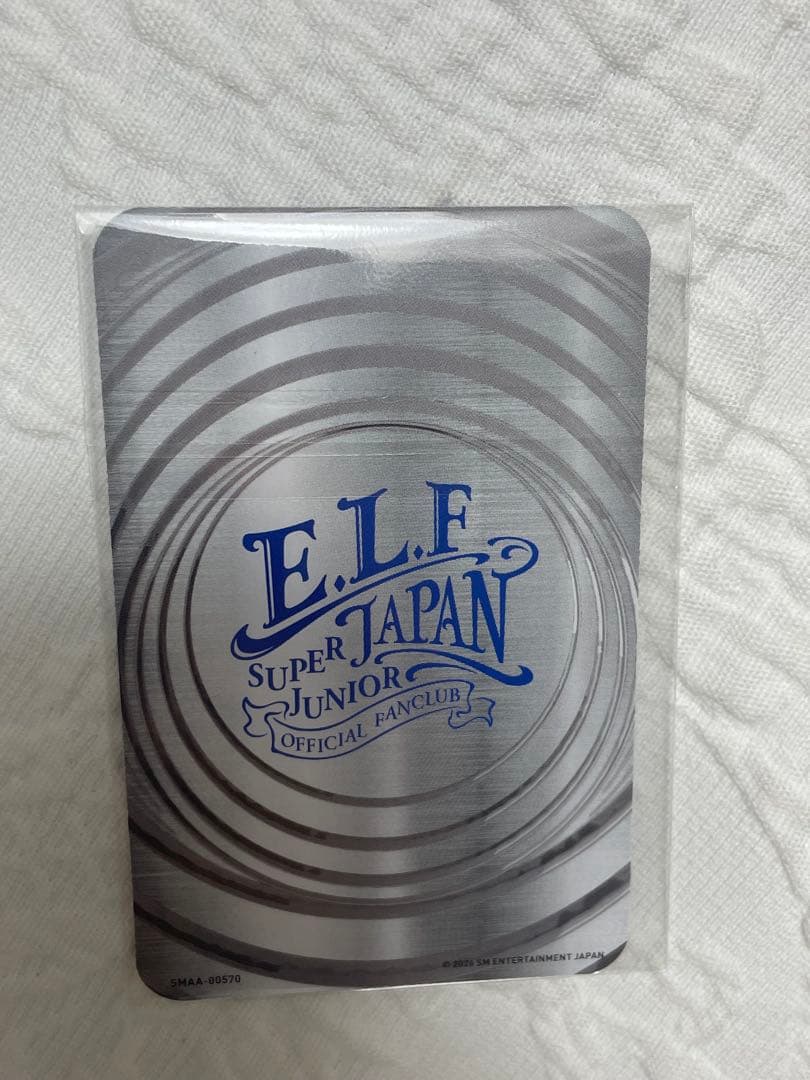 E.L.F
JAPAN
SUPER
JUNIOR
OFFICIAL FANCLUB
© 2026 SM ENTERTAINMENT JAPAN
SMAA-00570